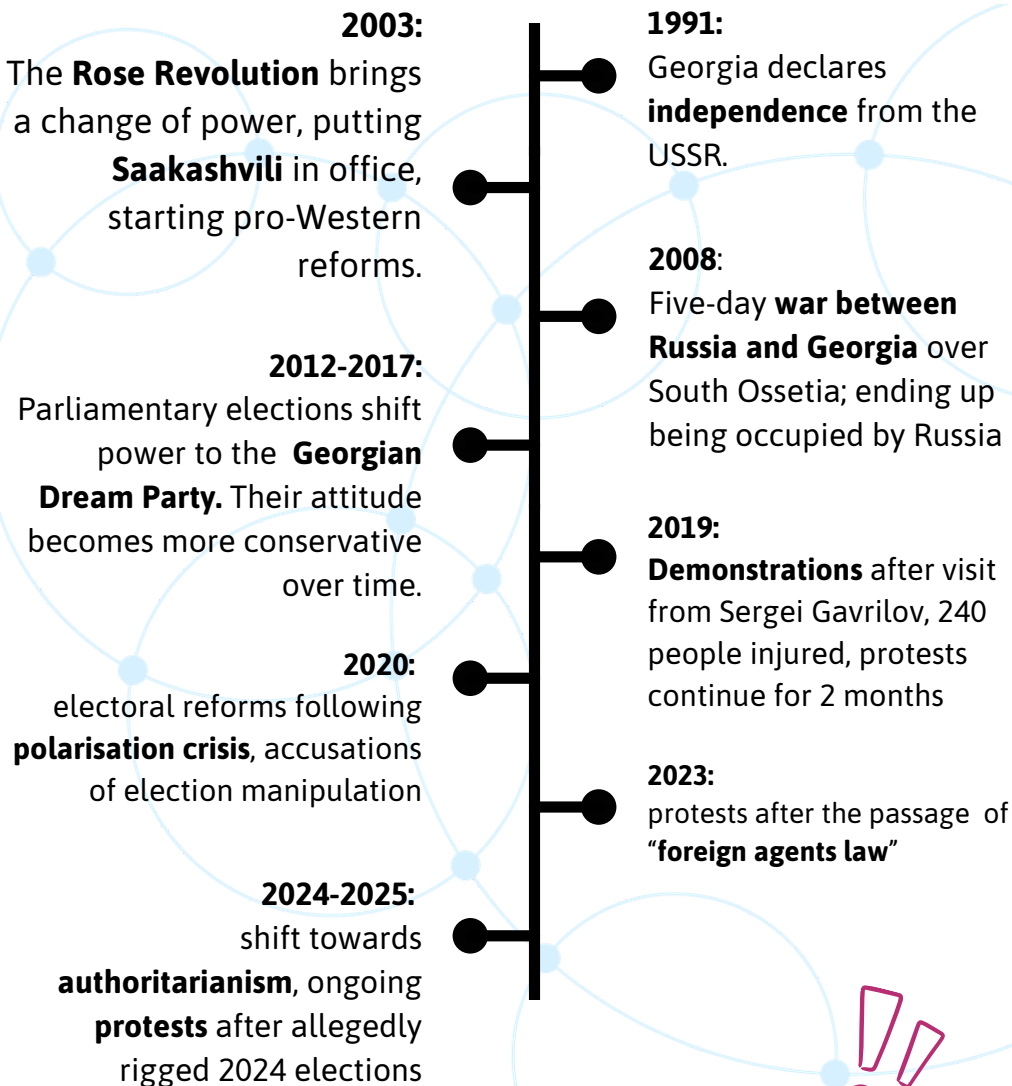 1991:
Georgia declares
independence from the
USSR.
2003:
The Rose Revolution brings
a change of power, putting
Saakashvili in office,
starting pro-Western
reforms.
2008:
Five-day war between
Russia and Georgia over
South Ossetia; ending up
being occupied by Russia
2012-2017:
Parliamentary elections shift
power to the Georgian
Dream Party. Their attitude
becomes more conservative
over time.
2019:
Demonstrations after visit
from Sergei Gavrilov, 240
people injured, protests
continue for 2 months
2020:
electoral reforms following
polarisation crisis, accusations
of election manipulation
2023:
protests after the passage of
“foreign agents law”
2024-2025:
shift towards
authoritarianism, ongoing
protests after allegedly
rigged 2024 elections